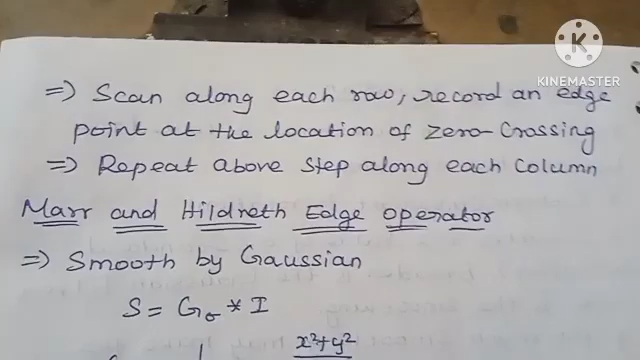 K
KINEMASTER
=> Scan along each row, record an edge
point at the location of zero-crossing
=> Repeat above step along each column
Marr and Hildreth Edge operator
=> Smooth by Gaussian
S = Gσ * I
x²+y²